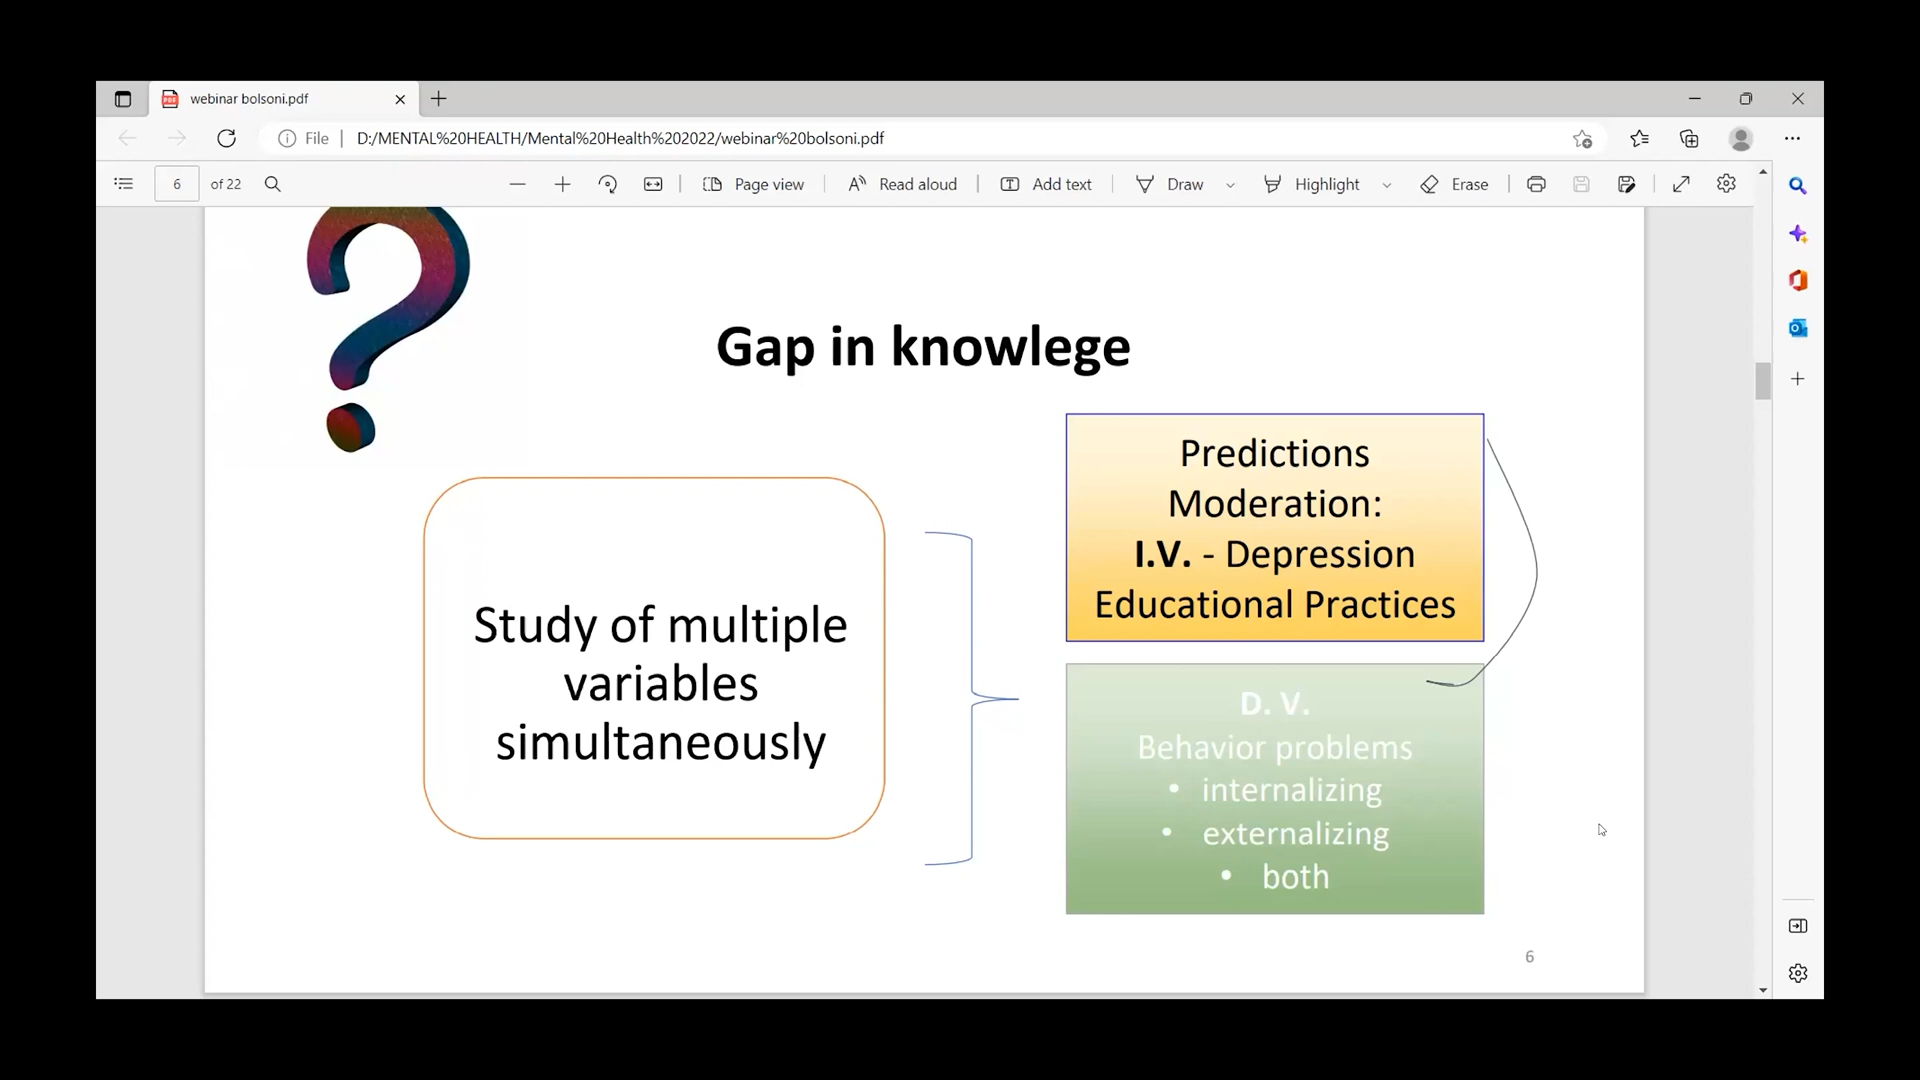 webinar bolsoni.pdf
File | D:/MENTAL%20HEALTH/Mental%20Health%202022/webinar%20bolsoni.pdf
6 of 22 Page view Read aloud Add text Draw Highlight Erase
Gap in knowlege
Study of multiple
variables
simultaneously
Predictions
Moderation:
I.V. - Depression
Educational Practices
D. V.
Behavior problems
• internalizing
• externalizing
• both
6